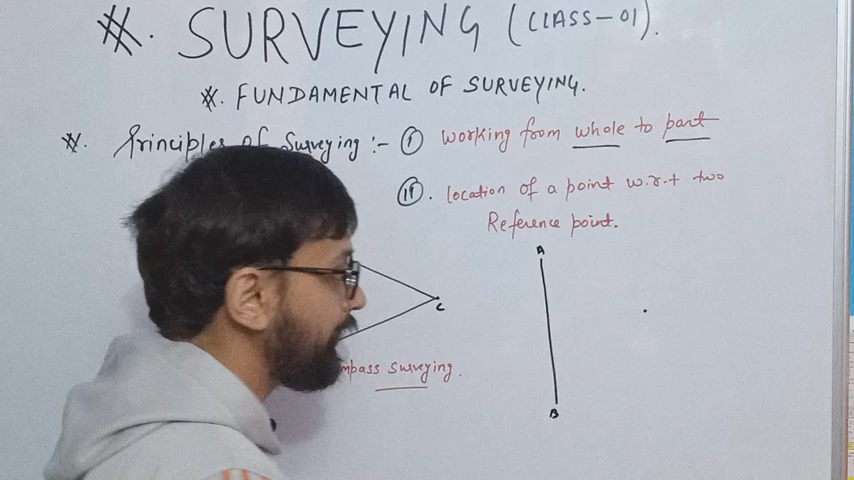 ※. SURVEYING (CLASS-01).
※. FUNDAMENTAL OF SURVEYING.
※. Principles of Surveying :- (I) working from whole to part
(II). location of a point w.r.t two
Reference point.
A
C
mpass surveying.
B